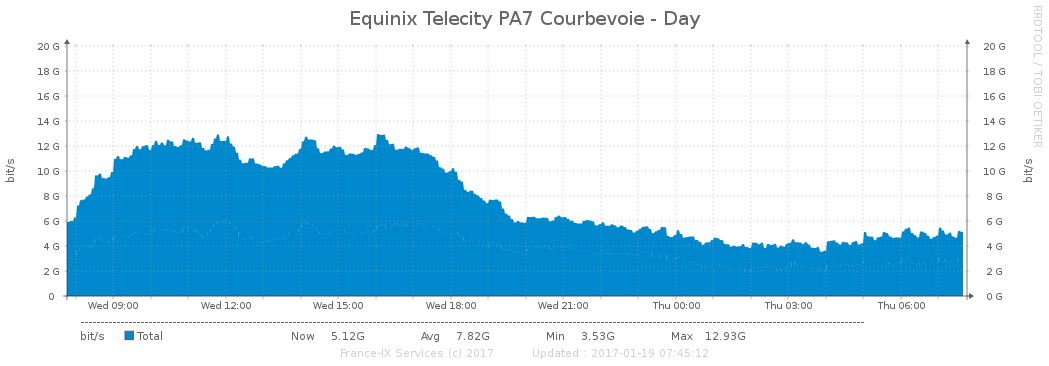 Equinix Telecity PA7 Courbevoie - Day
RRDTOOL / TOBI OETIKER
20 G 20 G
18 G 18 G
16 G 16 G
14 G 14 G
12 G 12 G
10 G 10 G
8 G 8 G
6 G 6 G
4 G 4 G
2 G 2 G
0 0 G
bit/s bit/s
Wed 09:00 Wed 12:00 Wed 15:00 Wed 18:00 Wed 21:00 Thu 00:00 Thu 03:00 Thu 06:00
bit/s Total Now 5.12G Avg 7.82G Min 3.53G Max 12.93G
France-IX Services (c) 2017 Updated : 2017-01-19 07:45:12